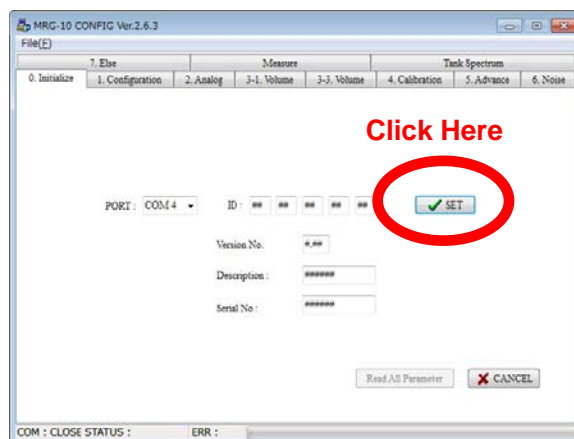 MRG-10 CONFIG Ver.2.6.3
File(F)
7. Else Measure Tank Spectrum
0. Initialize 1. Configuration 2. Analog 3-1. Volume 3-3. Volume 4. Calibration 5. Advance 6. Noise
Click Here
PORT : COM 4 ID : ## ## ## ## ## SET
Version No. #.##
Description : ######
Serial No : ######
Read All Parameter CANCEL
COM : CLOSE STATUS : ERR :